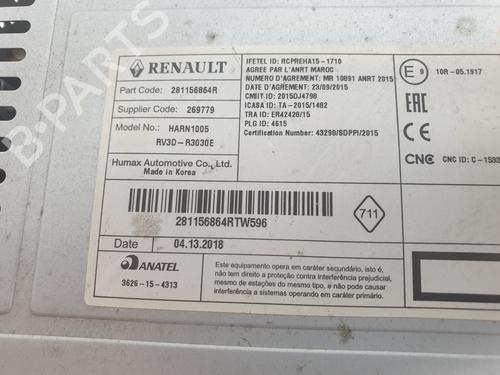 RENAULT
Part Code: 281156864R
Supplier Code: 269779
Model No.: HARN1005
RV3D-R3030E
Humax Automotive Co., Ltd.
Made in Korea
IFETEL ID: RCPREHA15-1719
AGREE PAR L'ANRT MAROC
NUMERO D'AGREMENT: MR 10891 ANRT 2015
DATE D'AGREMENT: 23/09/2015
CMIIT ID: 2015DJ4798
ICASA ID: TA-2015/1482
TRA ID: ER42428/15
PLG ID: 4615
Certification Number: 43290/SDPPI/2015
E 9
10R-05.1917
EAC
CNC
CNC ID: C-1593
281156864RTW596
711
Date 04.13.2018
ANATEL
3626-15-4313
Este equipamento opera em caráter secundário, isto é,
não tem direito a proteção contra interferência prejudicial,
mesmo de estações do mesmo tipo, e não pode causar
interferência a sistemas operando em caráter primário.
B-Parts